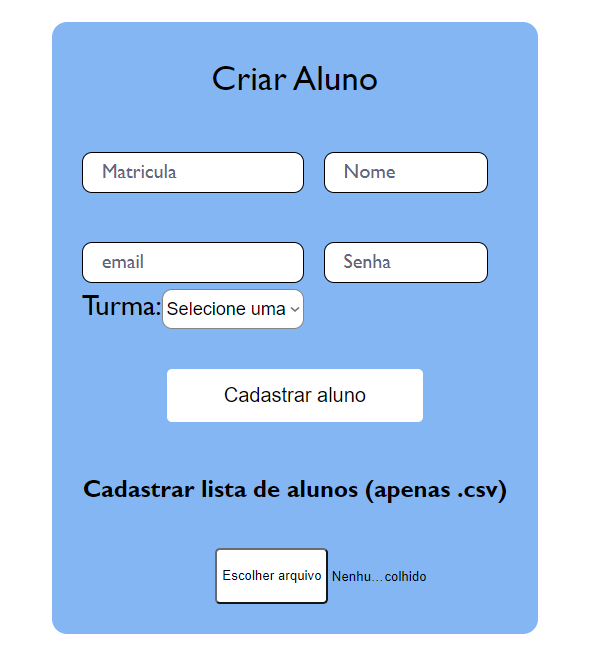 Criar Aluno
Matricula Nome
email Senha
Turma: Selecione uma
Cadastrar aluno
Cadastrar lista de alunos (apenas .csv)
Escolher arquivo Nenhu...colhido